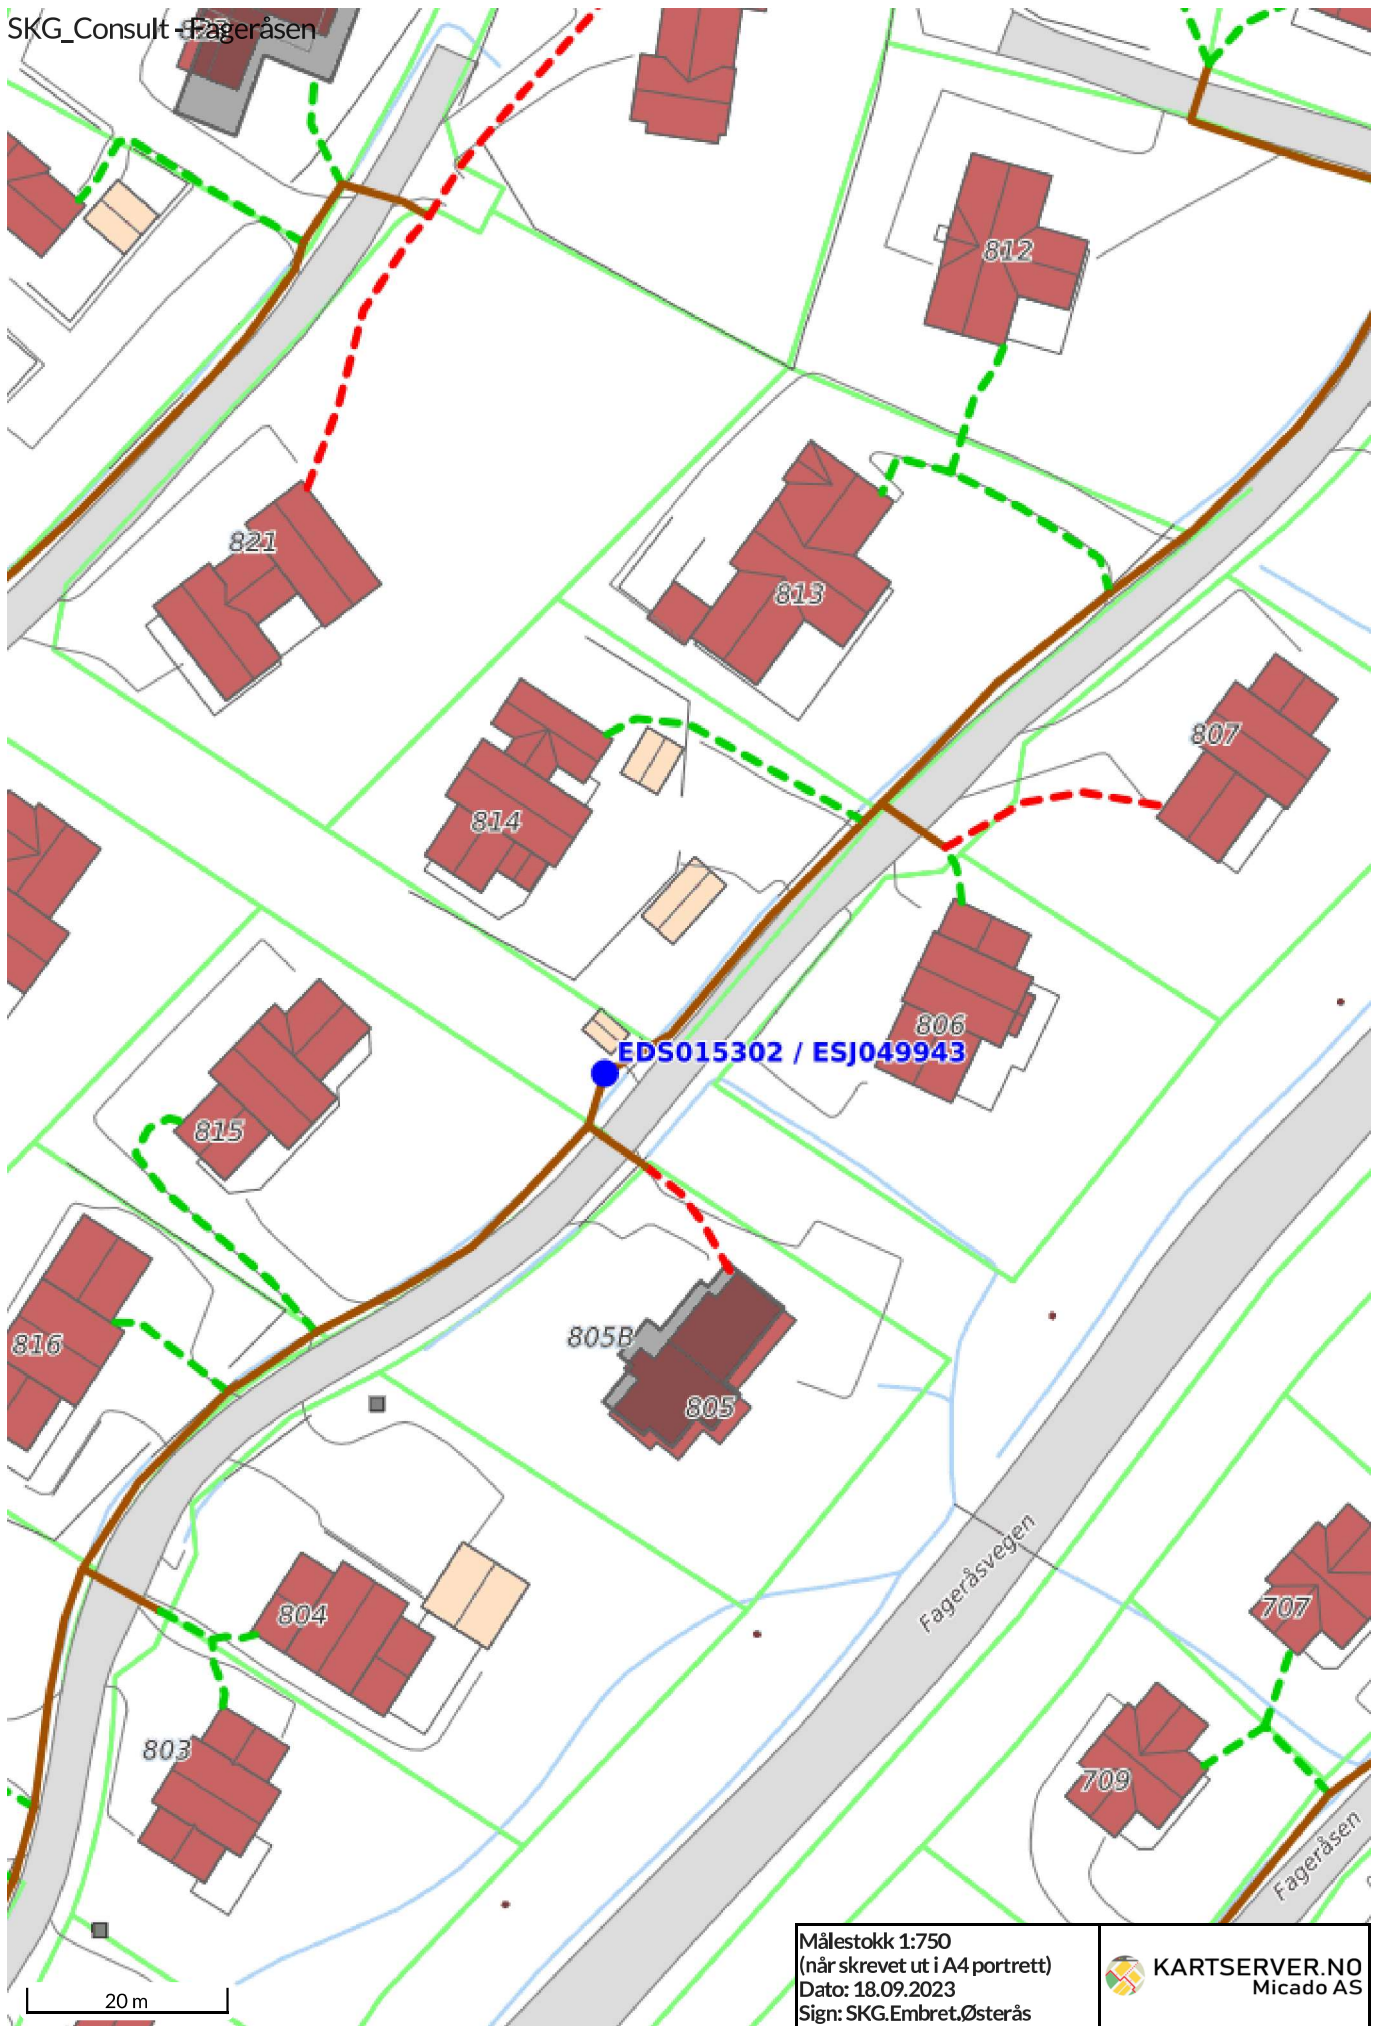 SKG_Consult - Fageråsen
812
821
813
807
814
806
EDS015302 / ESJ049943
815
816
805B
805
Fageråsvegen
804
707
803
709
Fageråsen
20 m
Målestokk 1:750
(når skrevet ut i A4 portrett)
Dato: 18.09.2023
Sign: SKG.Embret.Østerås
KARTSERVER.NO
Micado AS